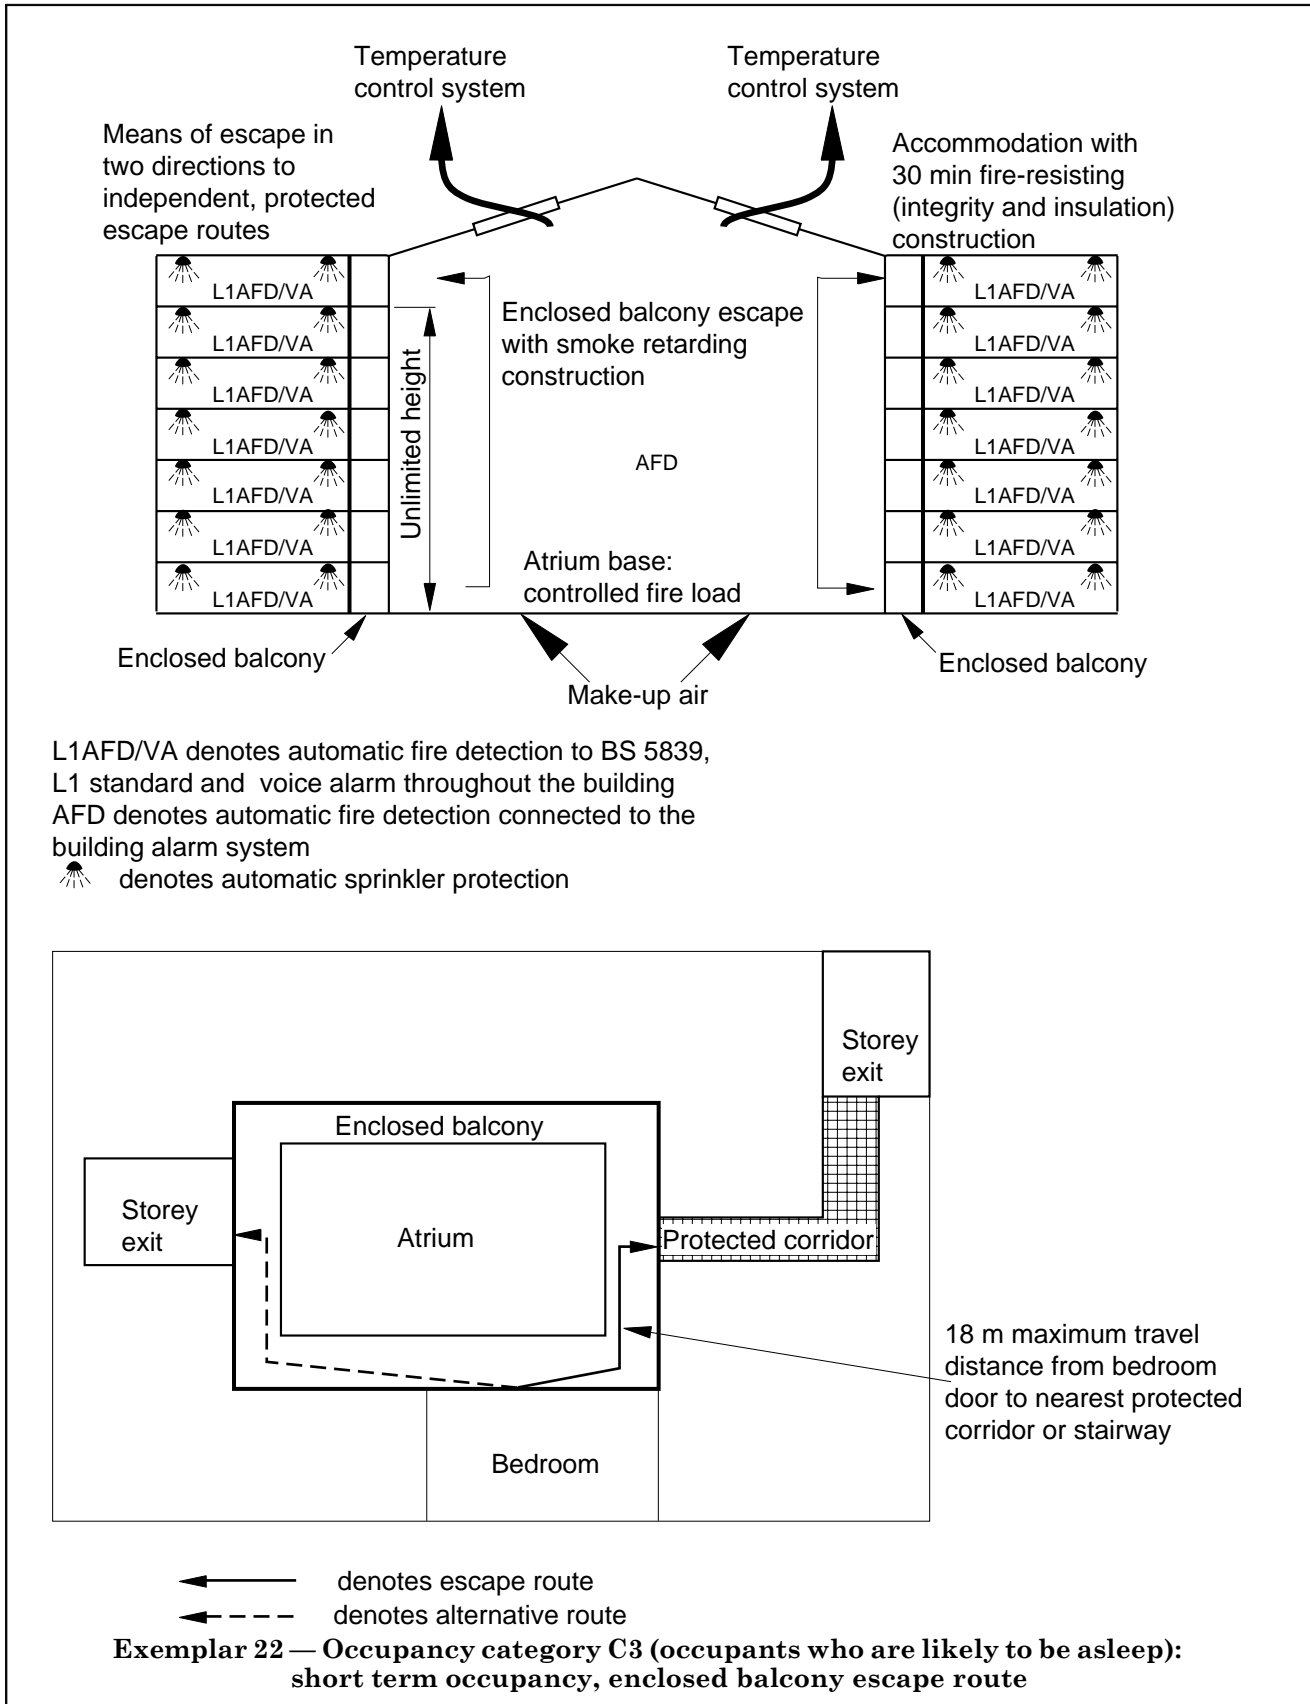 Temperature
control system
Temperature
control system
Means of escape in
two directions to
independent, protected
escape routes
Accommodation with
30 min fire-resisting
(integrity and insulation)
construction
L1AFD/VA
L1AFD/VA
L1AFD/VA
L1AFD/VA
L1AFD/VA
L1AFD/VA
L1AFD/VA
Unlimited height
Enclosed balcony escape
with smoke retarding
construction
AFD
Atrium base:
controlled fire load
L1AFD/VA
L1AFD/VA
L1AFD/VA
L1AFD/VA
L1AFD/VA
L1AFD/VA
L1AFD/VA
Enclosed balcony
Make-up air
Enclosed balcony
L1AFD/VA denotes automatic fire detection to BS 5839,
L1 standard and voice alarm throughout the building
AFD denotes automatic fire detection connected to the
building alarm system
denotes automatic sprinkler protection
Storey
exit
Enclosed balcony
Storey
exit
Atrium
Protected corridor
18 m maximum travel
distance from bedroom
door to nearest protected
corridor or stairway
Bedroom
denotes escape route
denotes alternative route
Exemplar 22 — Occupancy category C3 (occupants who are likely to be asleep):
short term occupancy, enclosed balcony escape route